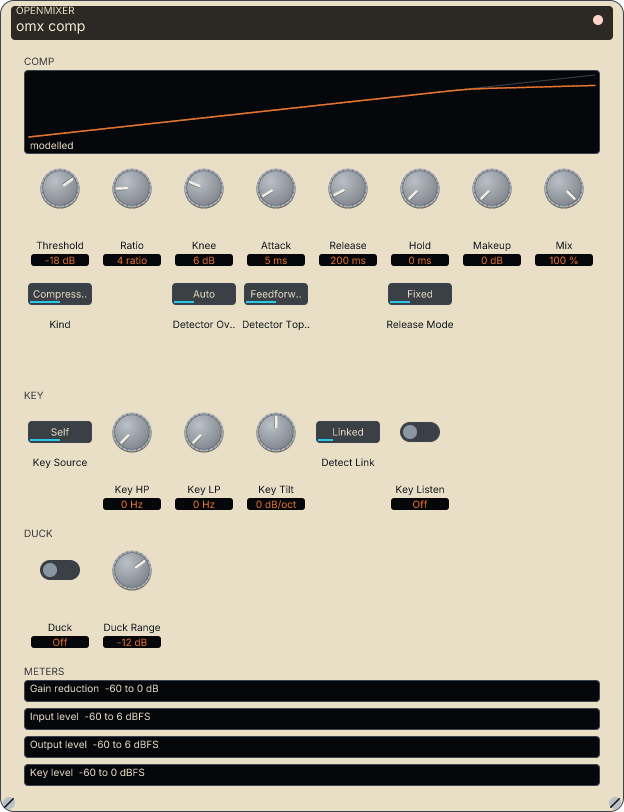 OPENMIXER
omx comp
COMP
modelled
Threshold Ratio Knee Attack Release Hold Makeup Mix
-18 dB 4 ratio 6 dB 5 ms 200 ms 0 ms 0 dB 100 %
Compress.. Auto Feedforw.. Fixed
Kind Detector Ov.. Detector Top.. Release Mode
KEY
Self Linked
Key Source Detect Link
Key HP Key LP Key Tilt Key Listen
0 Hz 0 Hz 0 dB/oct Off
DUCK
Duck Duck Range
Off -12 dB
METERS
Gain reduction -60 to 0 dB
Input level -60 to 6 dBFS
Output level -60 to 6 dBFS
Key level -60 to 0 dBFS